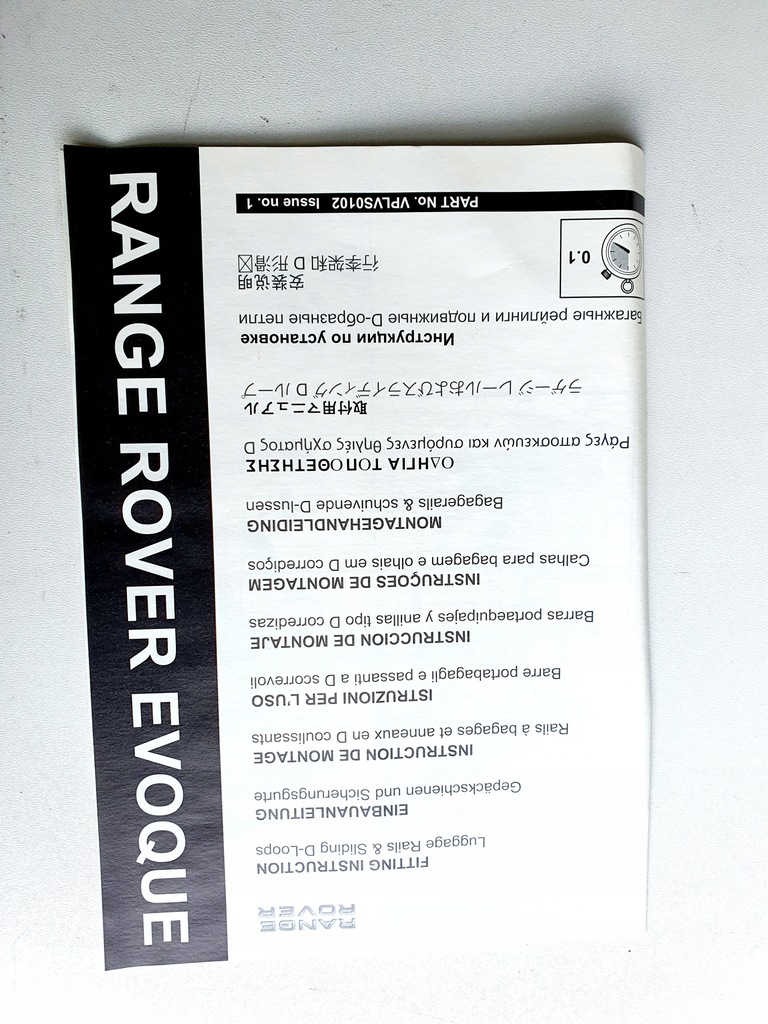 RANGE ROVER EVOQUE
RANGE
ROVER
FITTING INSTRUCTION
Luggage Rails & Sliding D-Loops
EINBAUANLEITUNG
Gepäckschienen und Sicherungsgurte
INSTRUCTION DE MONTAGE
Rails à bagages et anneaux en D coulissants
ISTRUZIONI PER L'USO
Barre portabagagli e passanti a D scorrevoli
INSTRUCCION DE MONTAJE
Barras portaequipajes y anillas tipo D corredizas
INSTRUÇOES DE MONTAGEM
Calhas para bagagem e olhais em D corrediços
MONTAGEHANDLEIDING
Bagagerails & schuivende D-lussen
ΟΔΗΓΙΑ ΤΟΠΟΘΕΤΗΣΗΣ
Ράγες αποσκευών και συρόμενες θηλιές σχήματος D
取付用マニュアル
ラゲージ レールおよびスライディング D ループ
Инструкции по установке
Багажные рейлинги и подвижные D-образные петли
安装说明
行李架和 D 形滑
0.1
PART No. VPLVS0102 Issue no. 1